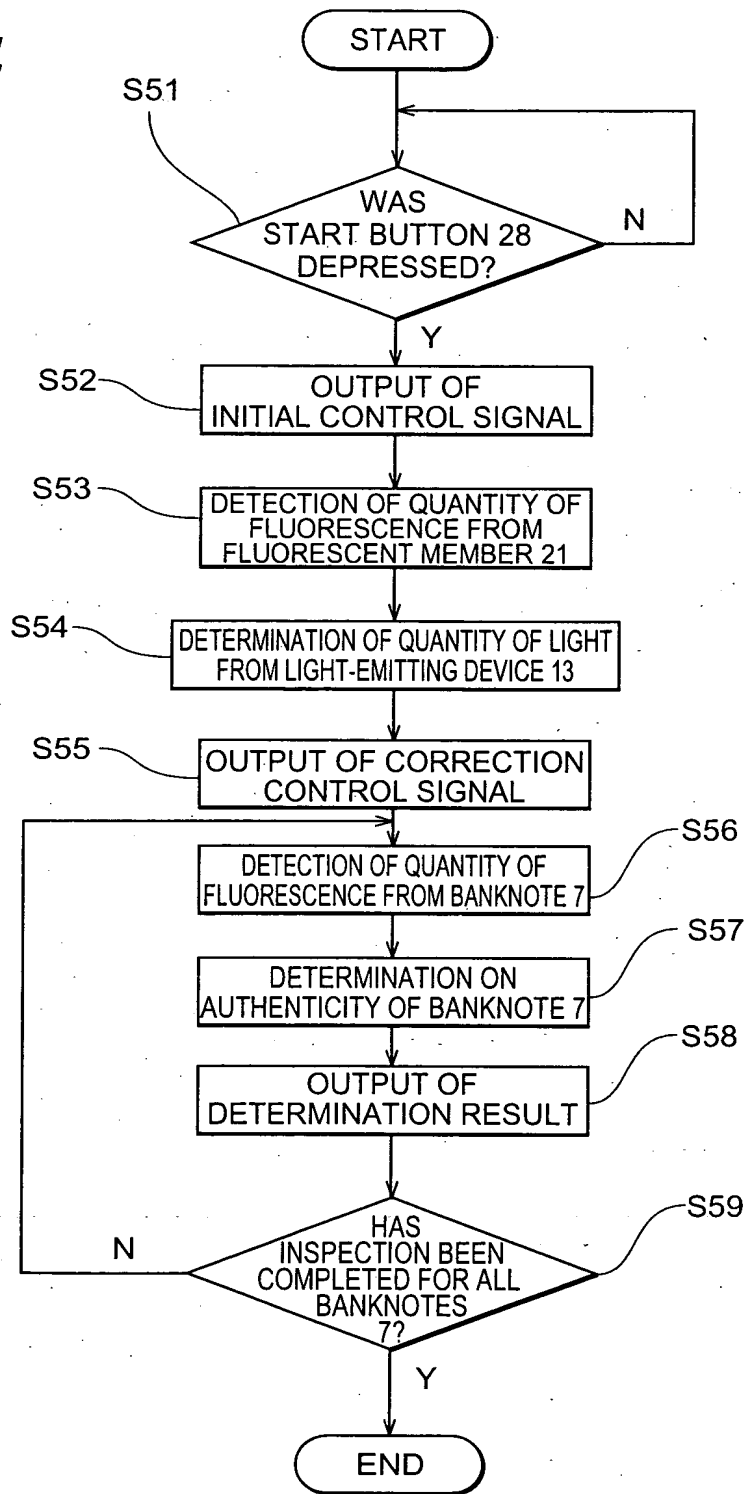 START
S51
WAS
START BUTTON 28
DEPRESSED?
N
Y
S52
OUTPUT OF
INITIAL CONTROL SIGNAL
S53
DETECTION OF QUANTITY OF
FLUORESCENCE FROM
FLUORESCENT MEMBER 21
S54
DETERMINATION OF QUANTITY OF LIGHT
FROM LIGHT-EMITTING DEVICE 13
S55
OUTPUT OF CORRECTION
CONTROL SIGNAL
S56
DETECTION OF QUANTITY OF
FLUORESCENCE FROM BANKNOTE 7
S57
DETERMINATION ON
AUTHENTICITY OF BANKNOTE 7
S58
OUTPUT OF
DETERMINATION RESULT
S59
HAS
INSPECTION BEEN
COMPLETED FOR ALL
BANKNOTES
7?
N
Y
END